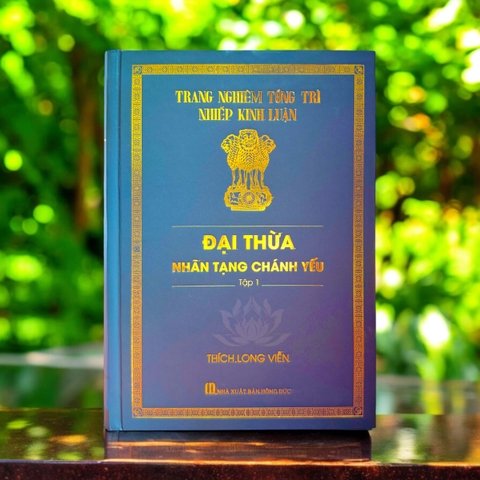 TRANG NGHIÊM TỔNG TRÌ
NHIẾP KINH LUẬN
ĐẠI THỪA
NHÃN TẠNG CHÁNH YẾU
Tập 1
THÍCH LONG VIỄN
NHÀ XUẤT BẢN HỒNG ĐỨC